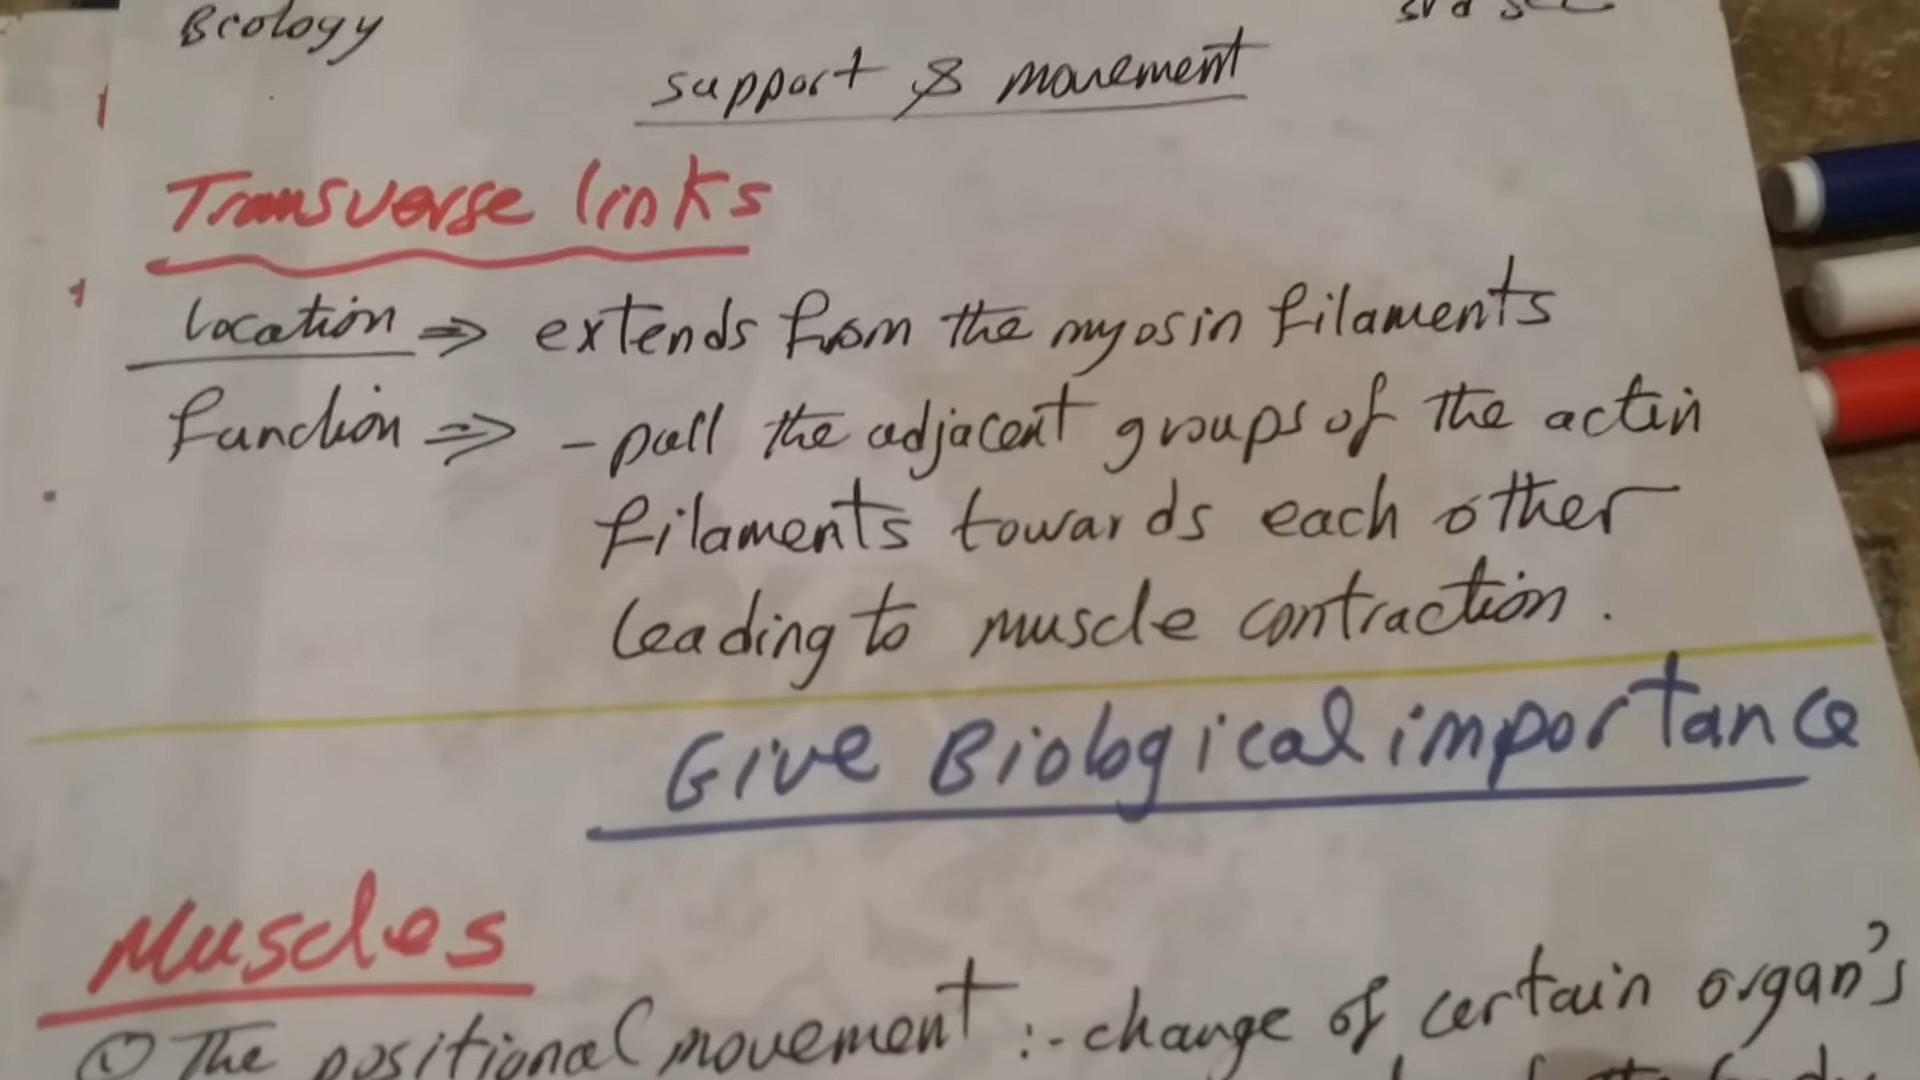 Biology
support & movement
Transverse links
location ⇒ extends from the myosin filaments
function ⇒ - pull the adjacent groups of the actin
filaments towards each other
leading to muscle contraction.
Give Biological importance
Muscles
① The positional movement :- change of certain organ's